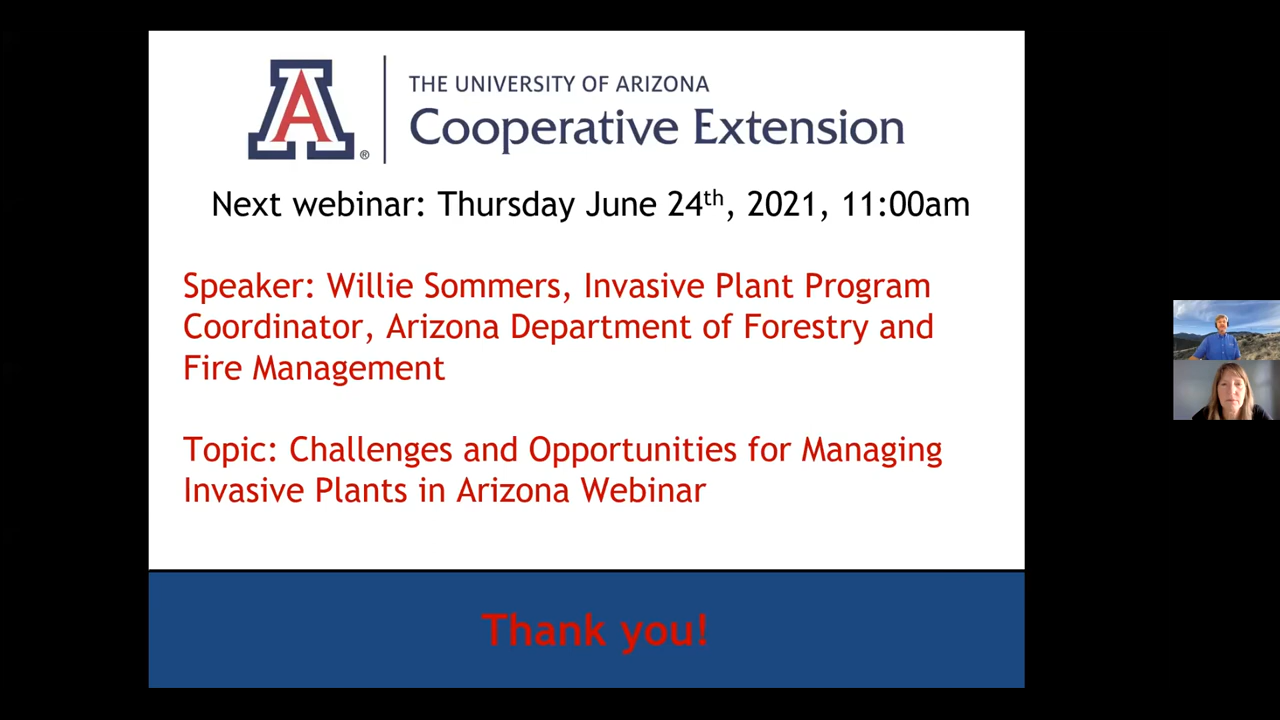 THE UNIVERSITY OF ARIZONA
A
Cooperative Extension
®
Next webinar: Thursday June 24th, 2021, 11:00am
Speaker: Willie Sommers, Invasive Plant Program
Coordinator, Arizona Department of Forestry and
Fire Management
Topic: Challenges and Opportunities for Managing
Invasive Plants in Arizona Webinar
Thank you!